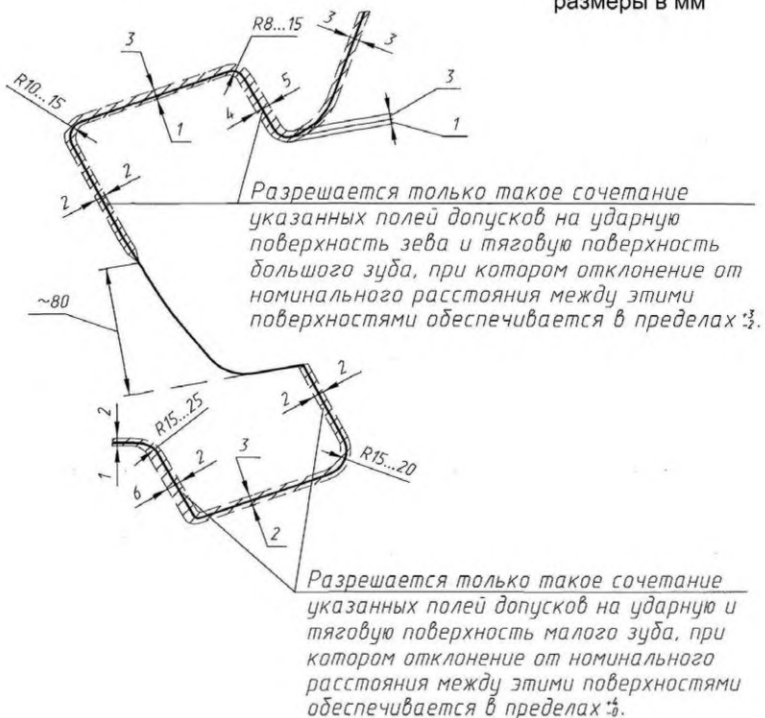 размеры в мм
R8...15
3
3
3
R10...15
5
4
3
1
1
2
2
Разрешается только такое сочетание
указанных полей допусков на ударную
поверхность зева и тяговую поверхность
большого зуба, при котором отклонение от
номинального расстояния между этими
поверхностями обеспечивается в пределах +3 -2.
~80
2
2
2
R15...25
1
2
3
6
R15...20
2
Разрешается только такое сочетание
указанных полей допусков на ударную и
тяговую поверхность малого зуба, при
котором отклонение от номинального
расстояния между этими поверхностями
обеспечивается в пределах +4 -0.